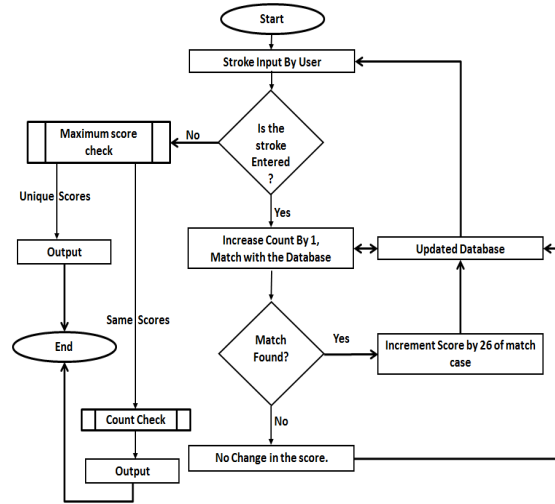 Start
Stroke Input By User
Is the
stroke
Entered
?
No
Maximum score
check
Yes
Unique Scores
Increase Count By 1,
Match with the Database
Updated Database
Output
Same Scores
End
Match
Found?
Yes
Increment Score by 26 of match
case
No
Count Check
No Change in the score.
Output